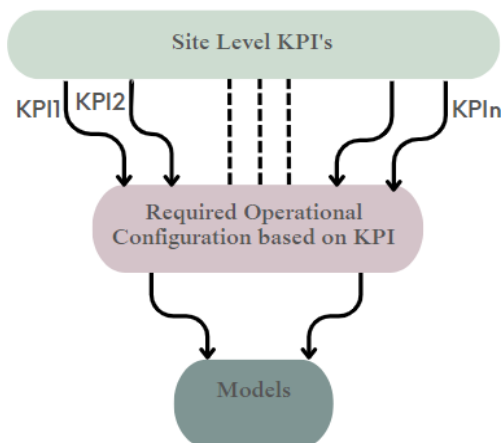 Site Level KPI's
KPI1
KPI2
KPIn
Required Operational
Configuration based on KPI
Models